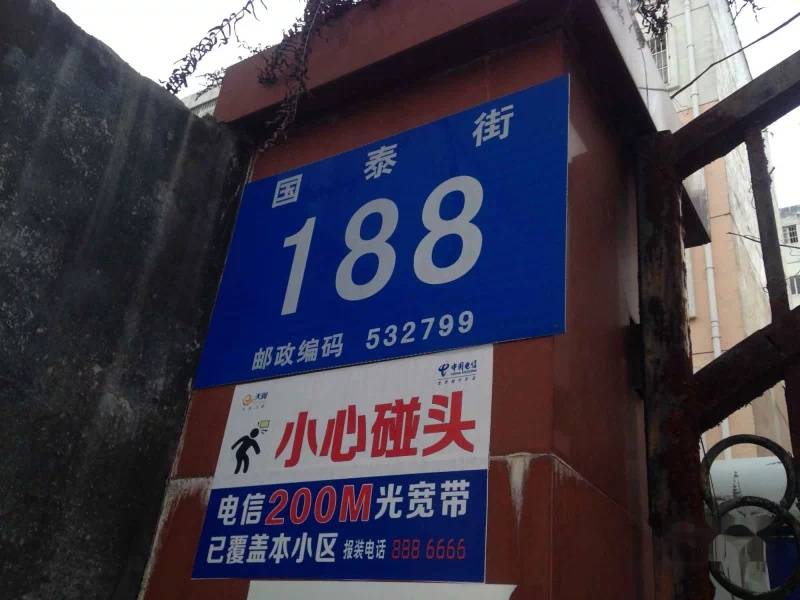 国泰街
188
邮政编码 532799
天翼
中国电信
小心碰头
电信200M光宽带
已覆盖本小区 报装电话 888 6666